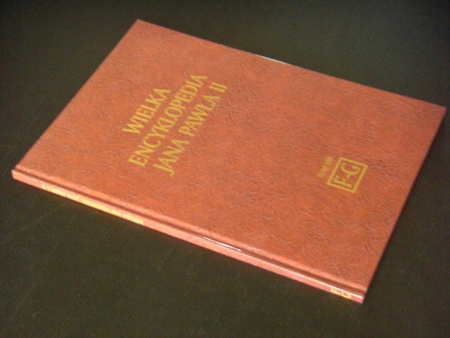 WIELKA
ENCYKLOPEDIA
JANA PAWŁA II
F-G